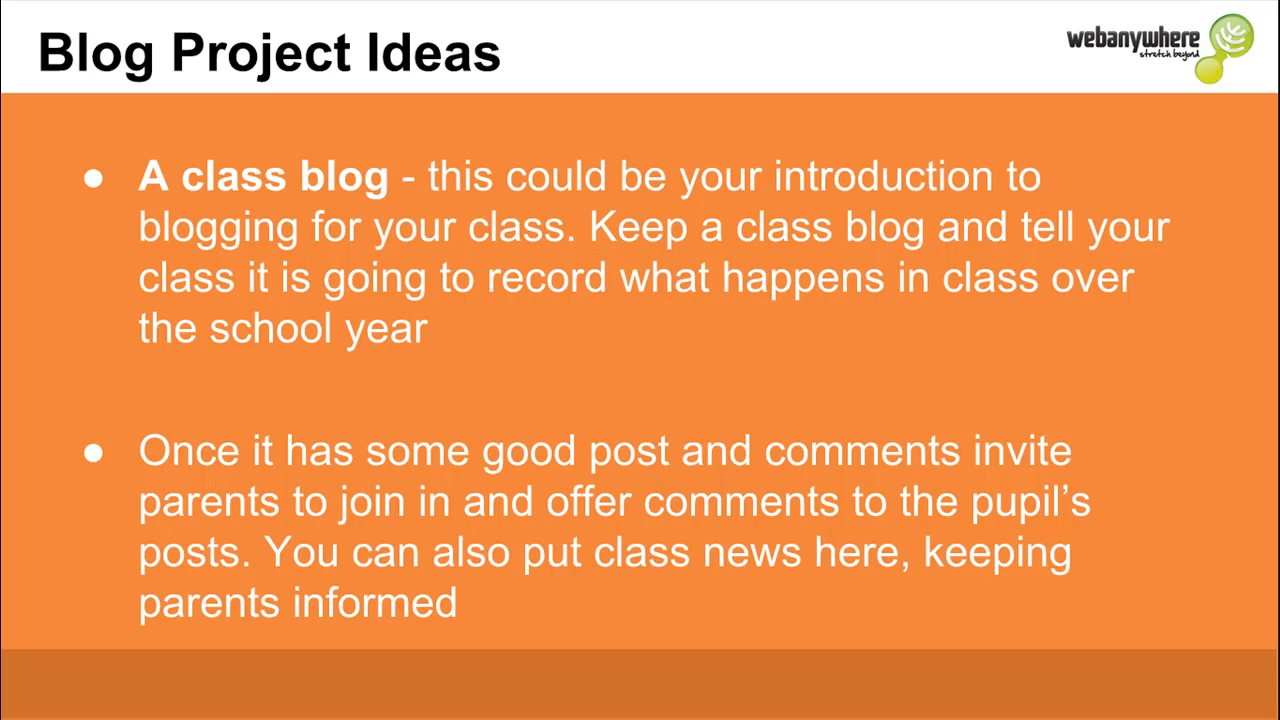 Blog Project Ideas
webanywhere
stretch beyond
● A class blog - this could be your introduction to
blogging for your class. Keep a class blog and tell your
class it is going to record what happens in class over
the school year
● Once it has some good post and comments invite
parents to join in and offer comments to the pupil’s
posts. You can also put class news here, keeping
parents informed